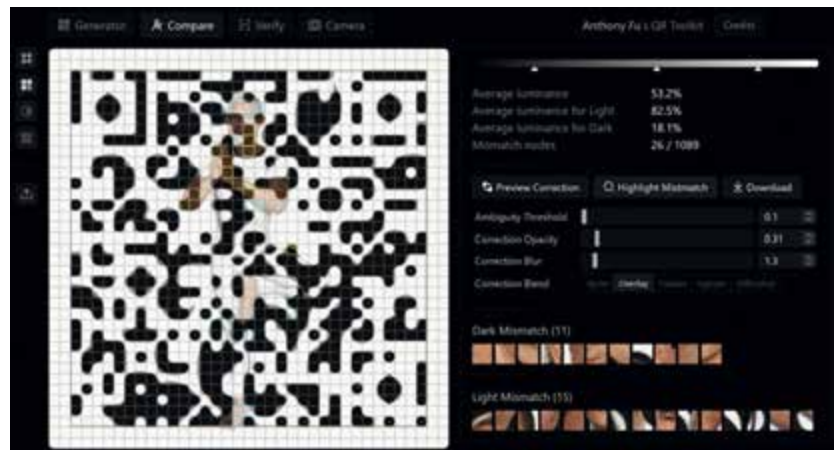 Generator Compare Verify Camera Anthony Fu's QR Toolkit Credits
Average luminance 53.2%
Average luminance for Light 82.5%
Average luminance for Dark 18.1%
Mismatch nodes 26 / 1089
Preview Correction Highlight Mistmatch Download
Ambiguity Threshold 0.1
Correction Opacity 0.31
Correction Blur 1.3
Correction Blend Overlay
Dark Mismatch (11)
Light Mismatch (15)